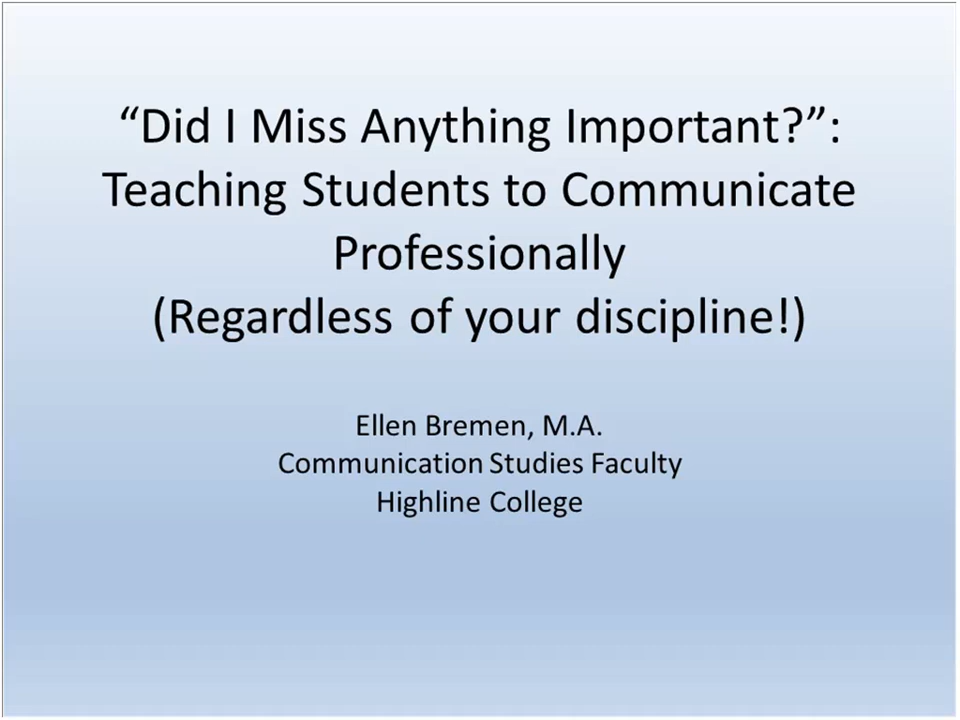 “Did I Miss Anything Important?”:
Teaching Students to Communicate
Professionally
(Regardless of your discipline!)
Ellen Bremen, M.A.
Communication Studies Faculty
Highline College